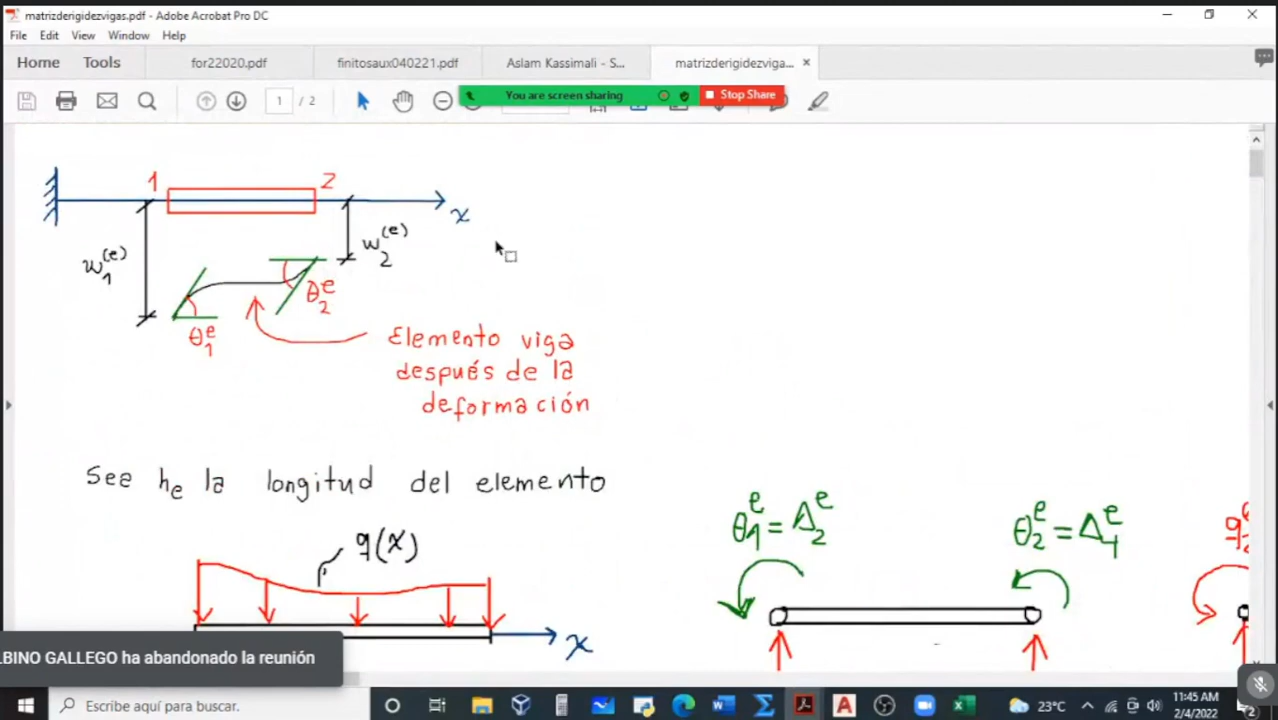 matrizderigidezvigas.pdf - Adobe Acrobat Pro DC
File Edit View Window Help
Home Tools for22020.pdf finitosaux040221.pdf Aslam Kassimali - S... matrizderigidezviga... ×
1 / 2
You are screen sharing Stop Share
1 2
x
w₁⁽ᵉ⁾ w₂⁽ᵉ⁾
θ₁ᵉ θ₂ᵉ
Elemento viga
después de la
deformación
Sea hₑ la longitud del elemento
q(x)
θ₁ᵉ = Δ₂ᵉ θ₂ᵉ = Δ₄ᵉ
x
LBINO GALLEGO ha abandonado la reunión
Escribe aquí para buscar. 23°C 11:45 AM
2/4/2022
2